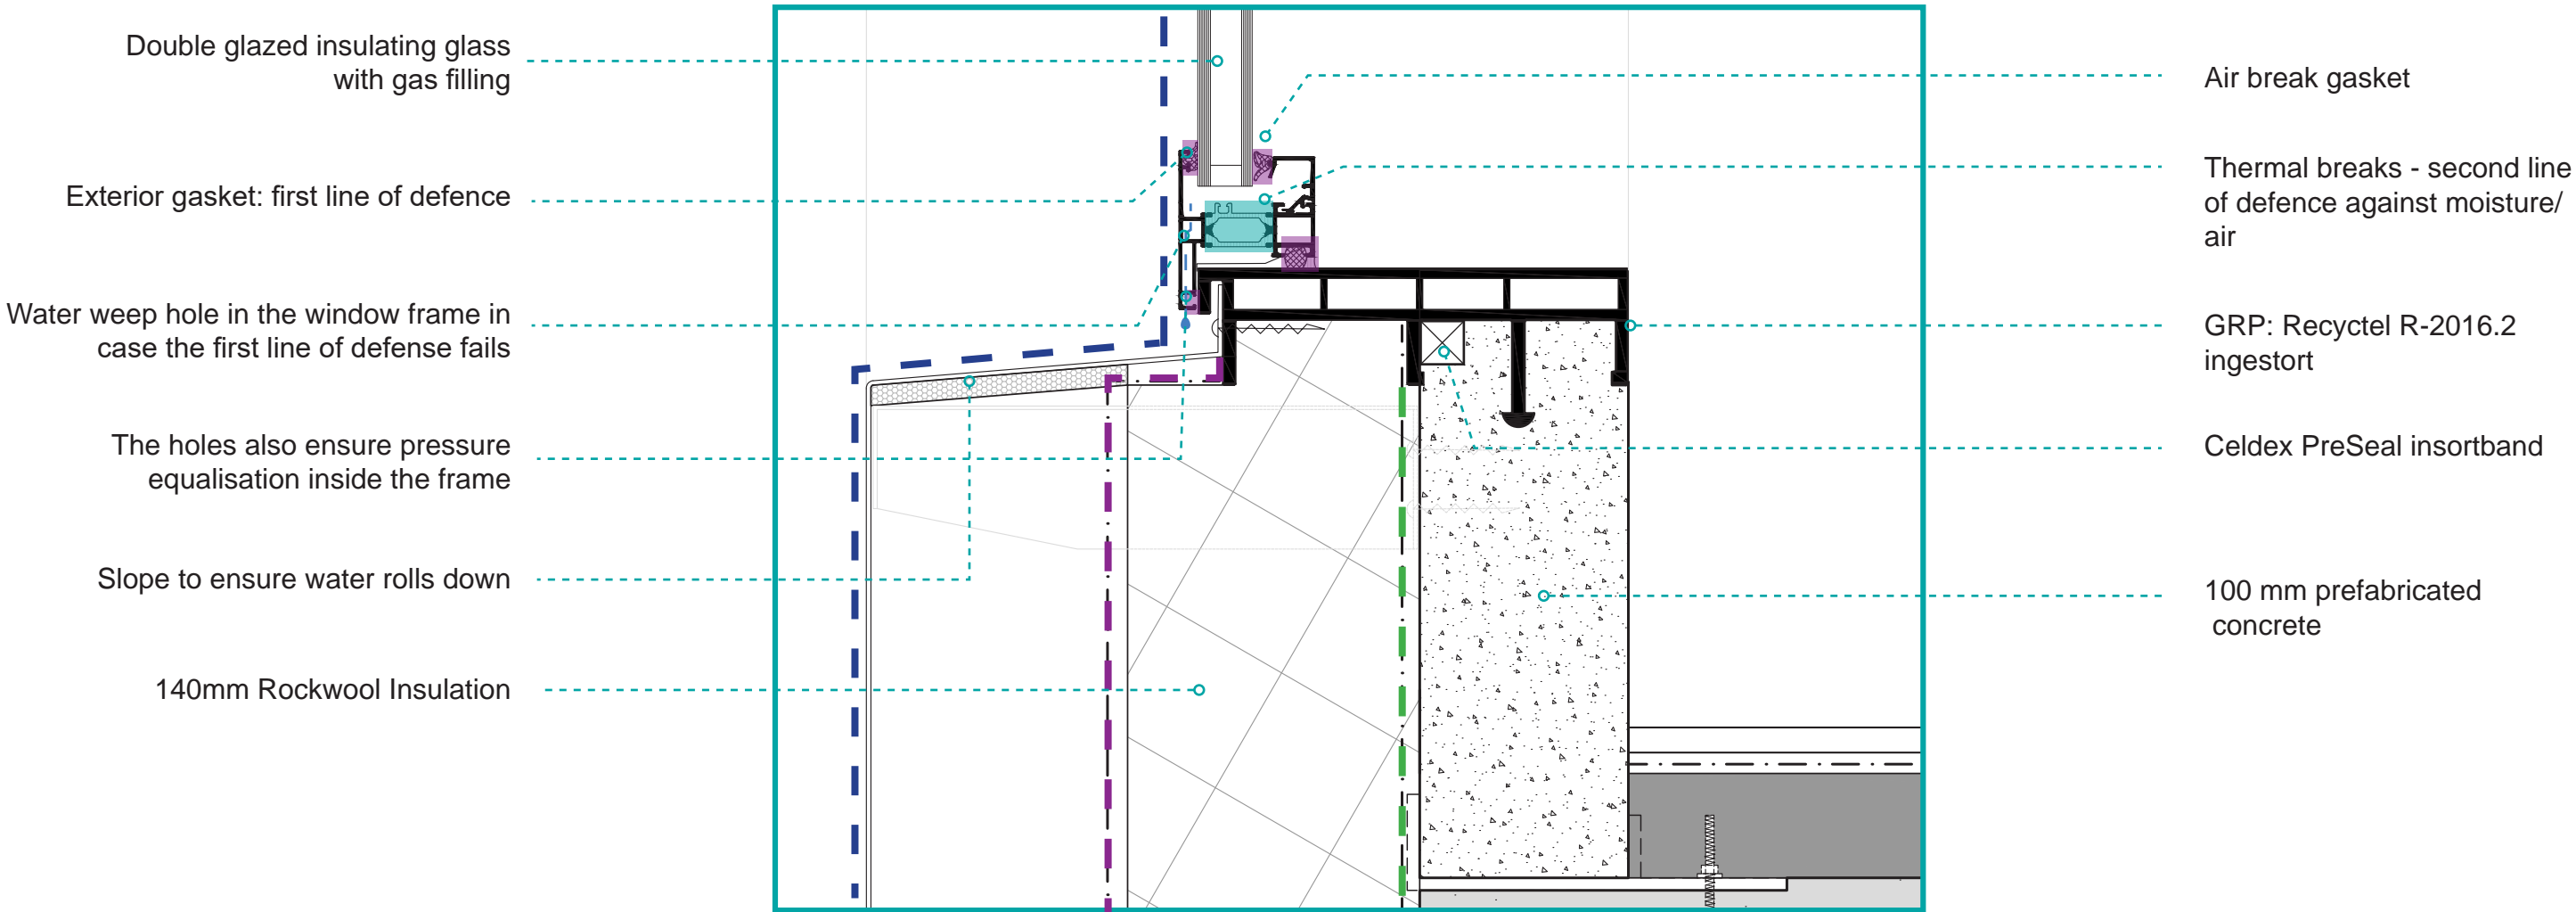 Double glazed insulating glass
with gas filling
Exterior gasket: first line of defence
Water weep hole in the window frame in
case the first line of defense fails
The holes also ensure pressure
equalisation inside the frame
Slope to ensure water rolls down
140mm Rockwool Insulation
Air break gasket
Thermal breaks - second line
of defence against moisture/
air
GRP: Recyctel R-2016.2
ingestort
Celdex PreSeal insortband
100 mm prefabricated
concrete